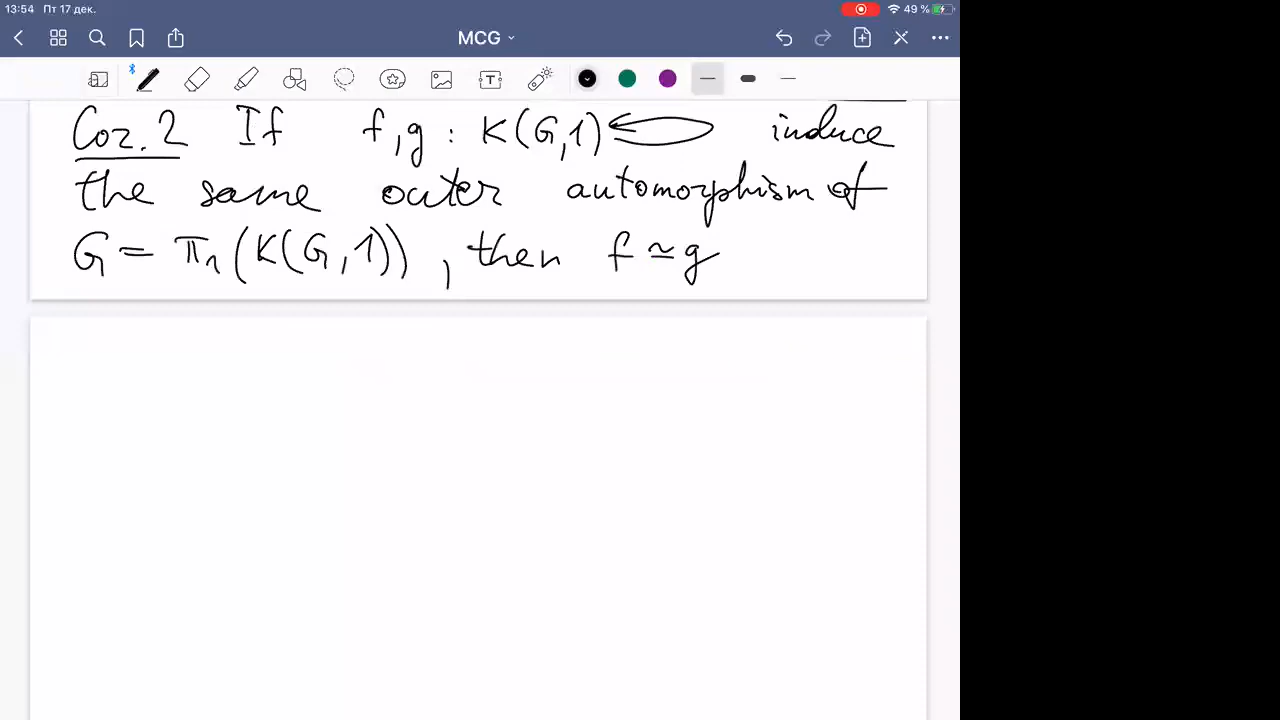 13:54 Пт 17 дек. 49 %
MCG
T
Cor. 2 If f, g : K(G, 1) induce
the same outer automorphism of
G = π₁(K(G, 1)), then f ≃ g